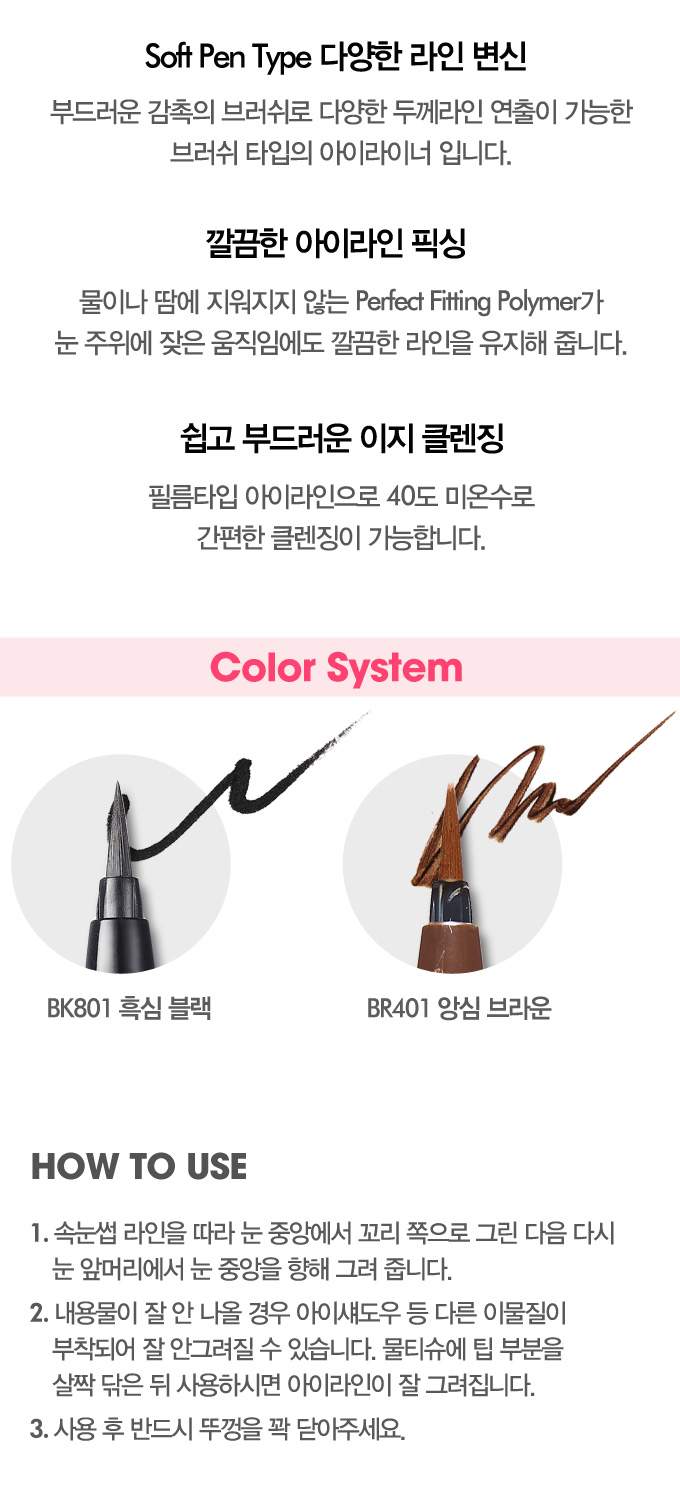 Soft Pen Type 다양한 라인 변신
부드러운 감촉의 브러쉬로 다양한 두께라인 연출이 가능한
브러쉬 타입의 아이라이너 입니다.
깔끔한 아이라인 픽싱
물이나 땀에 지워지지 않는 Perfect Fitting Polymer가
눈 주위에 잦은 움직임에도 깔끔한 라인을 유지해 줍니다.
쉽고 부드러운 이지 클렌징
필름타입 아이라인으로 40도 미온수로
간편한 클렌징이 가능합니다.
Color System
BK801 흑심 블랙
BR401 앙심 브라운
HOW TO USE
1. 속눈썹 라인을 따라 눈 중앙에서 꼬리 쪽으로 그린 다음 다시
눈 앞머리에서 눈 중앙을 향해 그려 줍니다.
2. 내용물이 잘 안 나올 경우 아이섀도우 등 다른 이물질이
부착되어 잘 안그려질 수 있습니다. 물티슈에 팁 부분을
살짝 닦은 뒤 사용하시면 아이라인이 잘 그려집니다.
3. 사용 후 반드시 뚜껑을 꽉 닫아주세요.